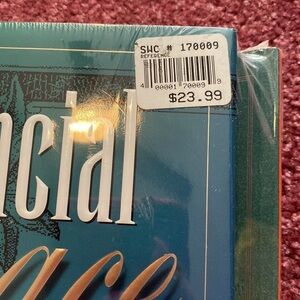 SWC # 170009
REFERENCE
4 00001 70009 9
$23.99
ncial